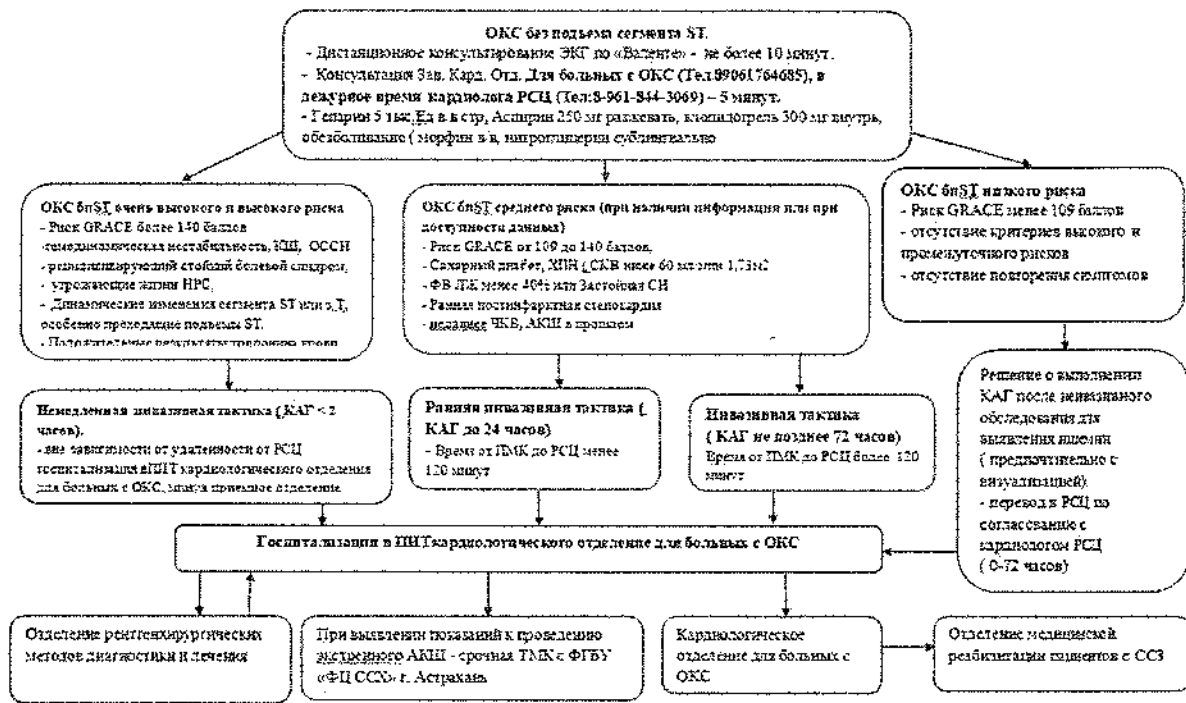 ОКС без подъема сегмента ST.
- Дистанционное консультирование ЭКГ по «Валенте» - не более 10 минут.
- Консультация Зав. Кард. Отд. Для больных с ОКС (Тел.89061764685), в
дежурное время кардиолога РСЦ (Тел:8-961-844-3069) – 5 минут.
- Гепарин 5 тыс.Ед в в стр, Аспирин 250 мг разжевать, клопидогрель 300 мг внутрь,
обезболивание ( морфин в/в, нитроглицерин сублингвально
ОКС бпST очень высокого и высокого риска
- Риск GRACE более 140 баллов
гемодинамическая нестабильность, КШ, ОССН
- рецидивирующий стойкий болевой синдром,
- угрожающие жизни НРС,
- Динамические изменения сегмента ST или з.Т,
особенно преходящие подъемы ST.
- Положительные результаты тропонина крови
ОКС бпST среднего риска (при наличии информации или при
доступности данных)
- Риск GRACE от 109 до 140 баллов,
- Сахарный диабет, ХПН ( СКФ ниже 60 мл/мин 1,73м2
- ФВ ЛЖ менее 40% или Застойная СН
- Ранняя постинфарктная стенокардия
- недавнее ЧКВ, АКШ в прошлом
ОКС бпST низкого риска
- Риск GRACE менее 109 баллов
- отсутствие критериев высокого и
промежуточного рисков
- отсутствие повторения симптомов
Немедленная инвазивная тактика ( КАГ < 2
часов).
- вне зависимости от удаленности от РСЦ
госпитализация в ПИТ кардиологического отделения
для больных с ОКС, минуя приемное отделение
Ранняя инвазивная тактика (
КАГ до 24 часов)
- Время от ПМК до РСЦ менее
120 минут
Инвазивная тактика
( КАГ не позднее 72 часов)
Время от ПМК до РСЦ более 120
минут
Решение о выполнении
КАГ после неинвазивного
обследования для
выявления ишемии
( предпочтительно с
визуализацией)
- перевод в РСЦ по
согласованию с
кардиологом РСЦ
( 0-72 часов)
Госпитализация в ПИТ кардиологического отделение для больных с ОКС
Отделение рентгенхирургических
методов диагностики и лечения
При выявлении показаний к проведению
экстренного АКШ - срочная ТМК с ФГБУ
«ФЦ ССХ» г. Астрахань
Кардиологическое
отделение для больных с
ОКС
Отделение медицинской
реабилитации пациентов с ССЗ